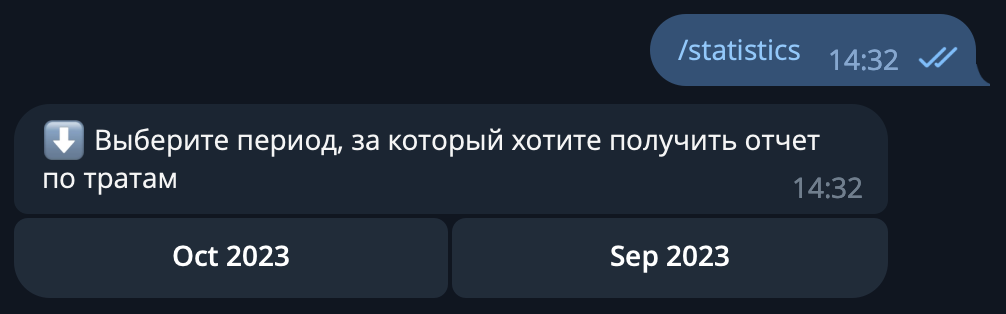 /statistics 14:32
⬇️ Выберите период, за который хотите получить отчет
по тратам 14:32
Oct 2023 Sep 2023